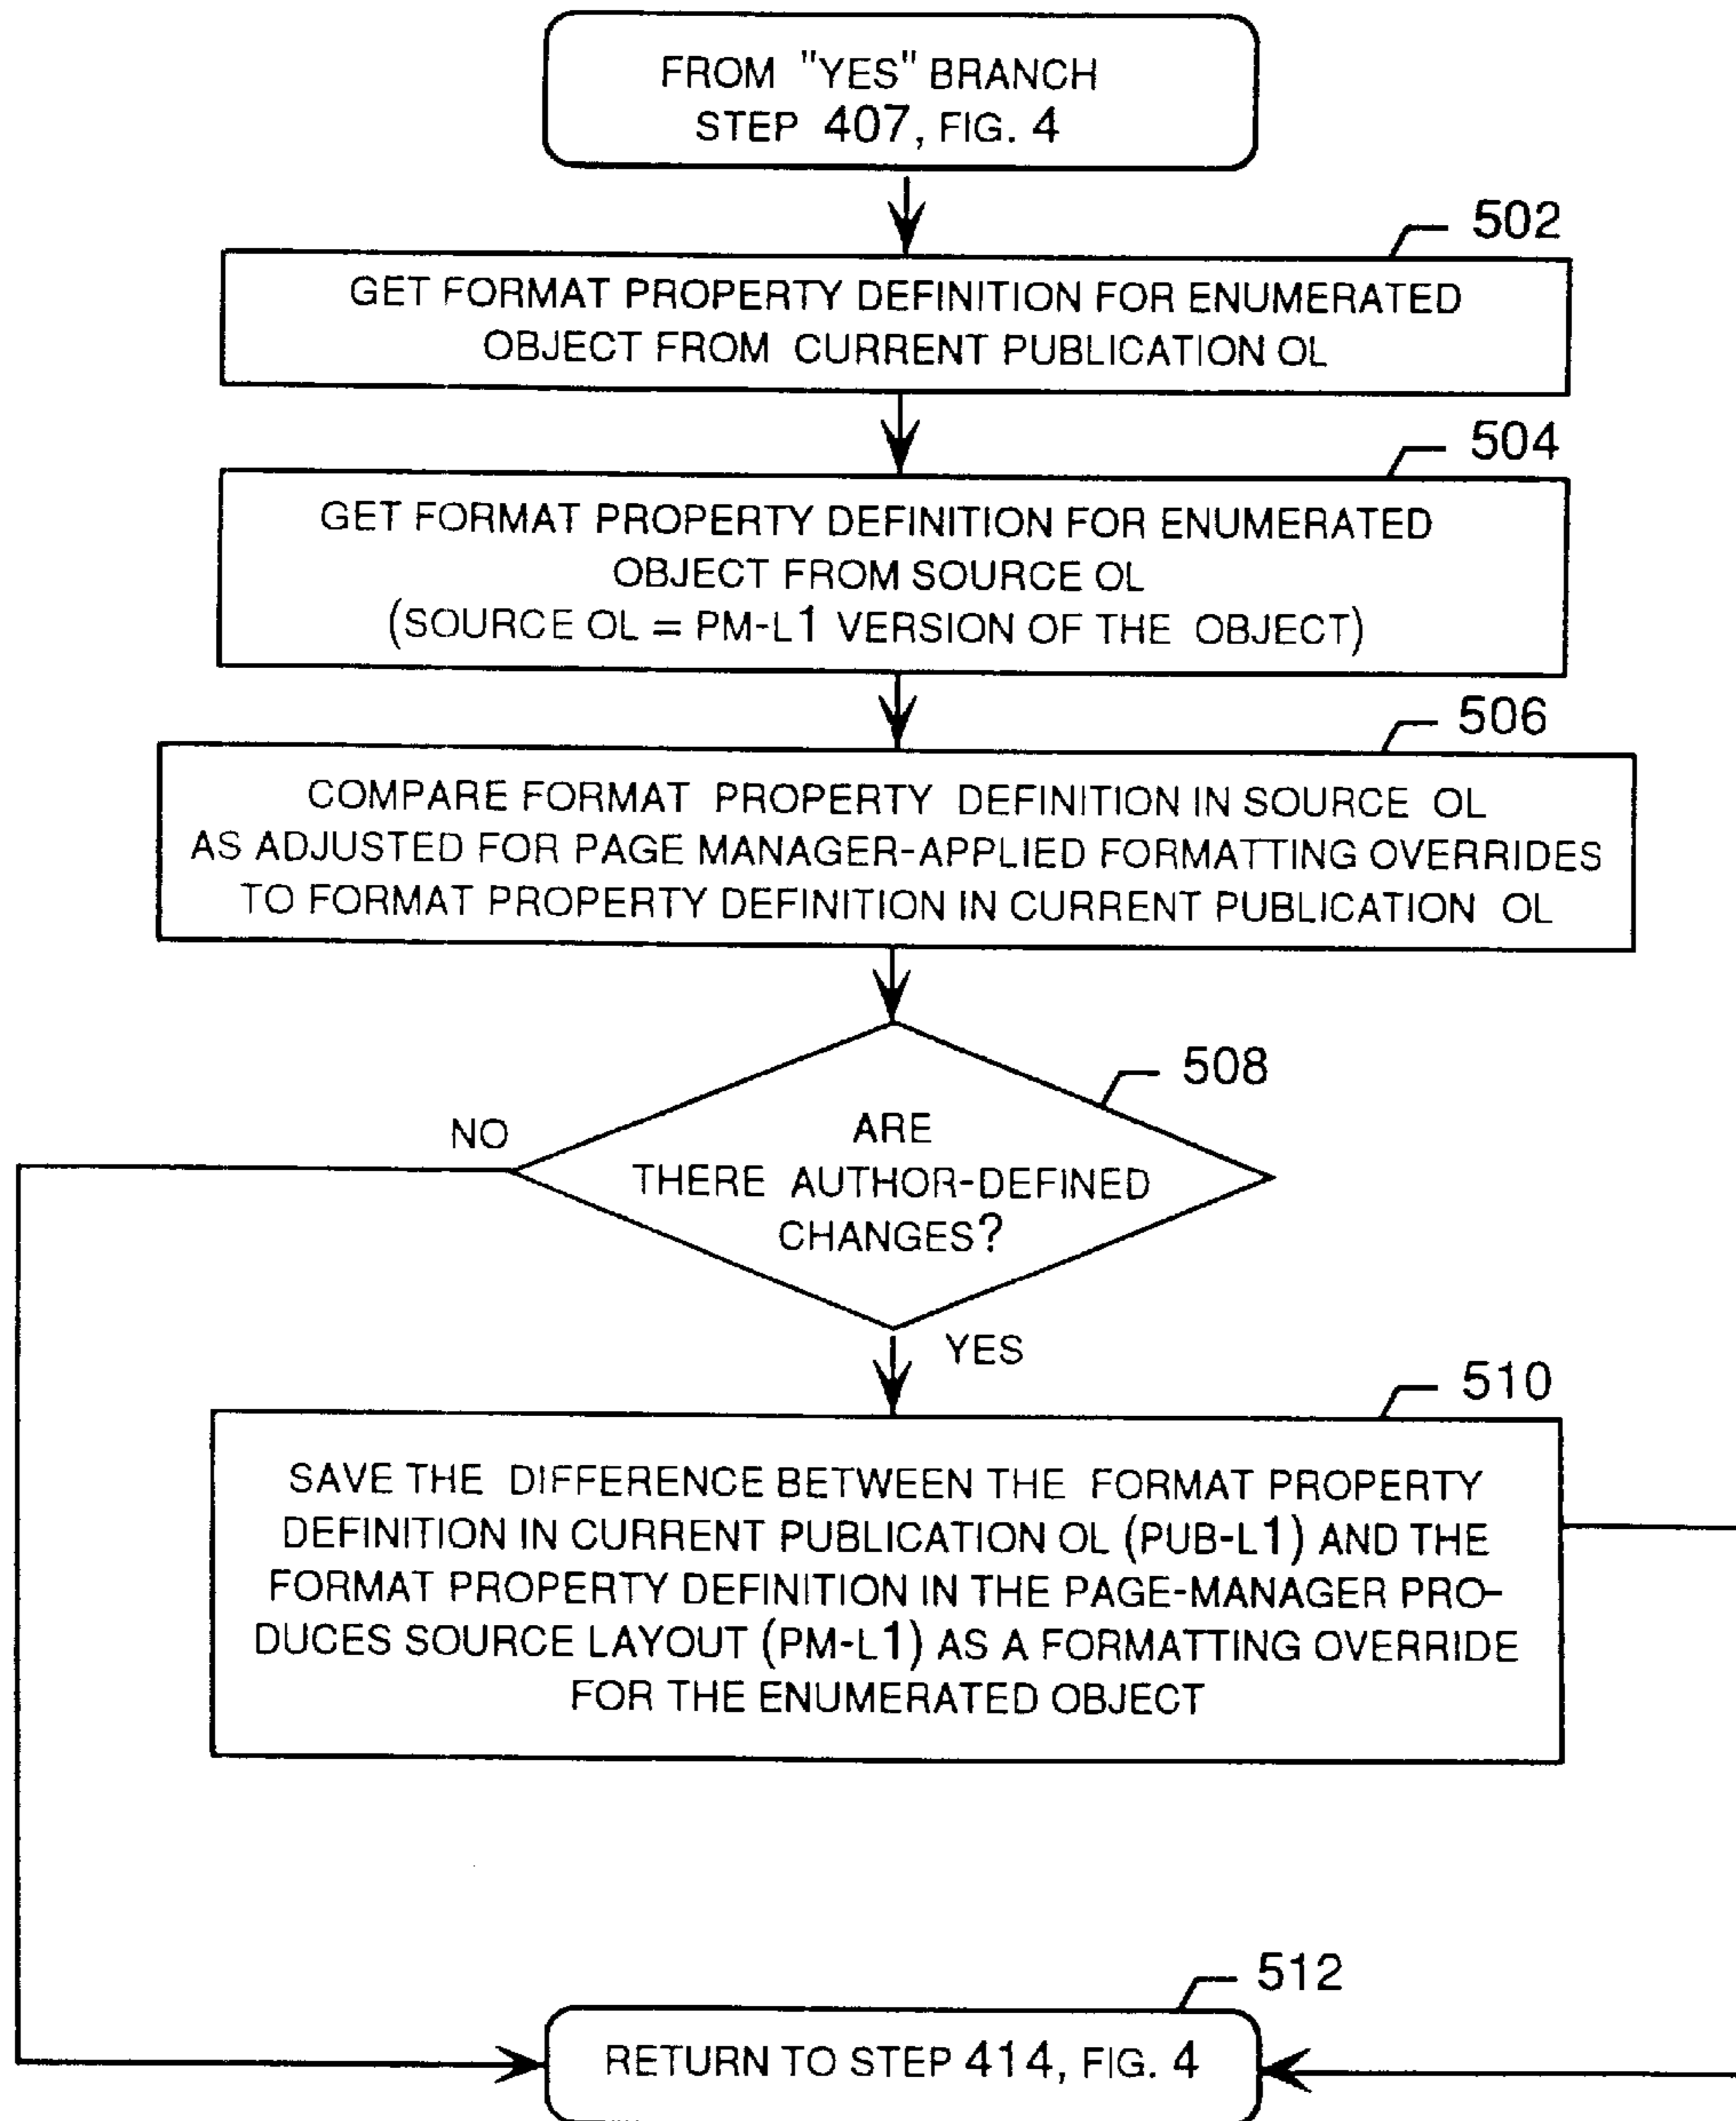 FROM "YES" BRANCH
STEP 407, FIG. 4
502
GET FORMAT PROPERTY DEFINITION FOR ENUMERATED
OBJECT FROM CURRENT PUBLICATION OL
504
GET FORMAT PROPERTY DEFINITION FOR ENUMERATED
OBJECT FROM SOURCE OL
(SOURCE OL = PM-L1 VERSION OF THE OBJECT)
506
COMPARE FORMAT PROPERTY DEFINITION IN SOURCE OL
AS ADJUSTED FOR PAGE MANAGER-APPLIED FORMATTING OVERRIDES
TO FORMAT PROPERTY DEFINITION IN CURRENT PUBLICATION OL
508
NO
ARE
THERE AUTHOR-DEFINED
CHANGES?
YES
510
SAVE THE DIFFERENCE BETWEEN THE FORMAT PROPERTY
DEFINITION IN CURRENT PUBLICATION OL (PUB-L1) AND THE
FORMAT PROPERTY DEFINITION IN THE PAGE-MANAGER PRO-
DUCES SOURCE LAYOUT (PM-L1) AS A FORMATTING OVERRIDE
FOR THE ENUMERATED OBJECT
512
RETURN TO STEP 414, FIG. 4